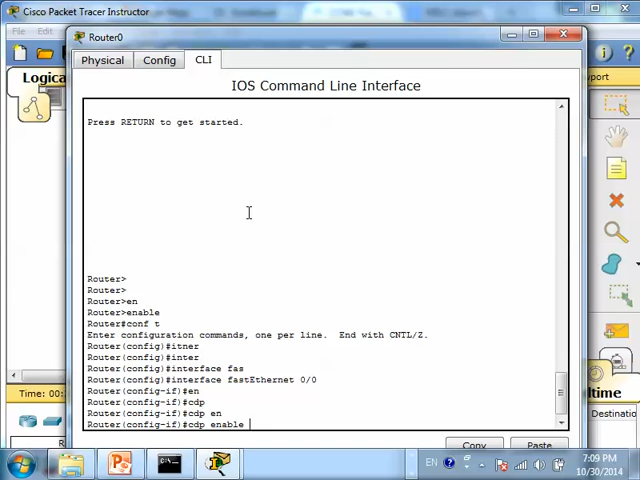 Cisco Packet Tracer Instructor
File
Router0
Physical
Config
CLI
Logica
port
IOS Command Line Interface
Press RETURN to get started.
Router>
Router>
Router>en
Router>enable
Router#conf t
Enter configuration commands, one per line.  End with CNTL/Z.
Router(config)#itner
Router(config)#inter
Router(config)#interface fas
Router(config)#interface fastEthernet 0/0
Router(config-if)#en
Router(config-if)#cdp
Router(config-if)#cdp en
Router(config-if)#cdp enable
Time: 00:
Destinatio
Copy
Paste
EN
7:09 PM
10/30/2014